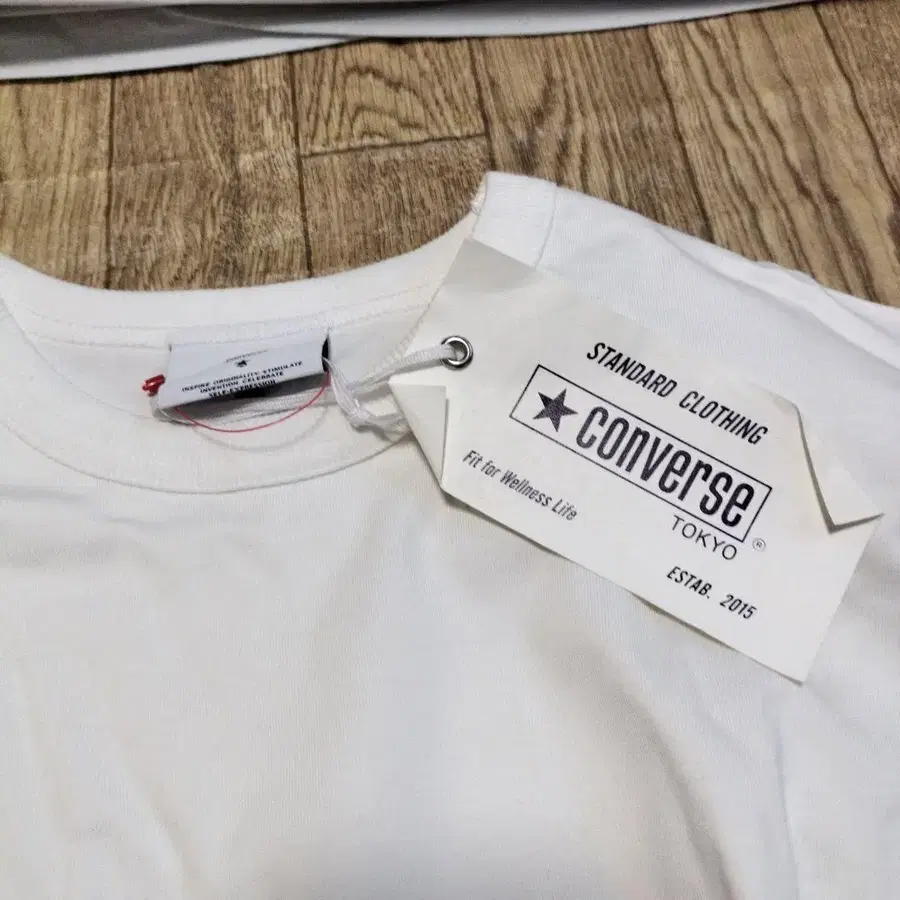 INSPIRE ORIGINALITY STIMULATE
INVENTION CELEBRATE
SELF-EXPRESSION
STANDARD CLOTHING
★ CONVERSE
TOKYO ®
Fit for Wellness Life
ESTAB. 2015